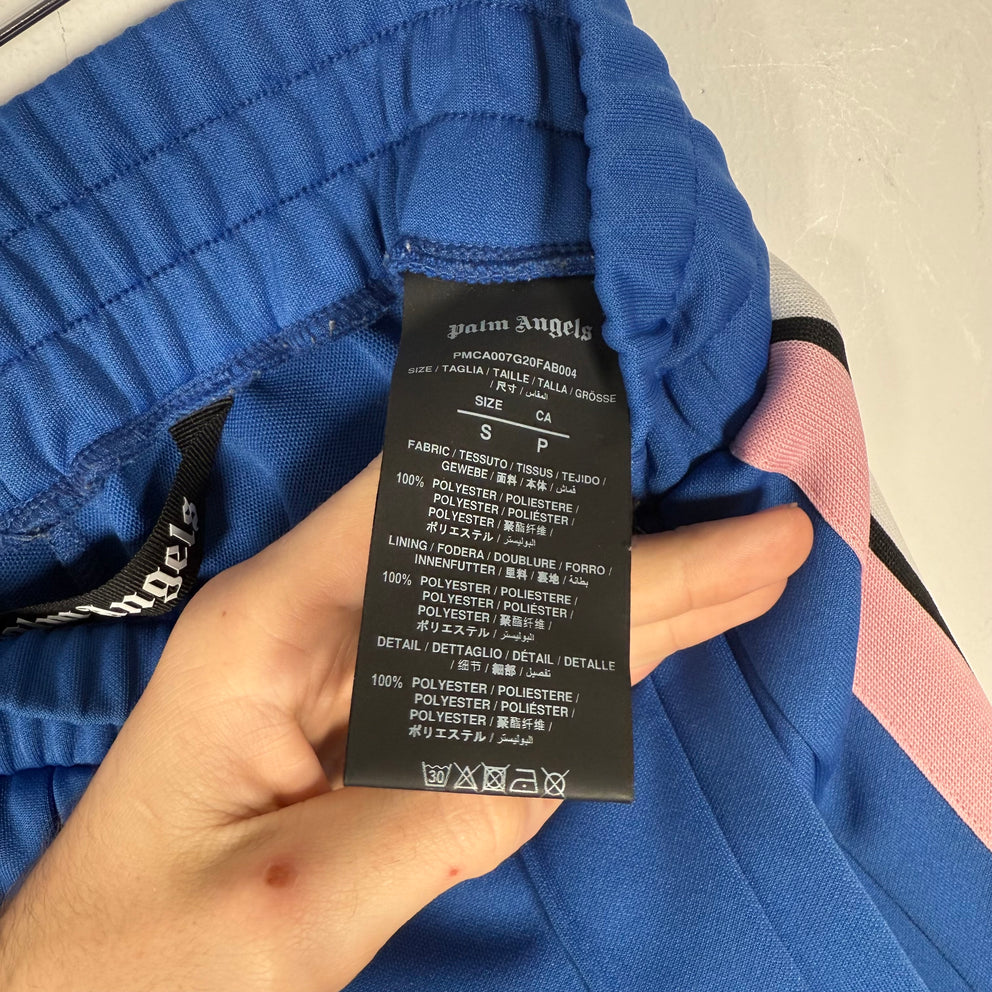 Palm Angels
PMCA007G20FAB004
SIZE / TAGLIA / TAILLE / TALLA / GRÖSSE
/ 尺寸 / المقاس
SIZE CA
S P
FABRIC / TESSUTO / TISSUS / TEJIDO /
GEWEBE / 面料 / 本体 / قماش
100% POLYESTER / POLIESTERE /
POLYESTER / POLIÉSTER /
POLYESTER / 聚酯纤维 /
ポリエステル / البوليستر
LINING / FODERA / DOUBLURE / FORRO /
INNENFUTTER / 里料 / 裏地 / بطانة
100% POLYESTER / POLIESTERE /
POLYESTER / POLIÉSTER /
POLYESTER / 聚酯纤维 /
ポリエステル / البوليستر
DETAIL / DETTAGLIO / DÉTAIL / DETALLE
/ 细节 / 細部 / تفصيل
100% POLYESTER / POLIESTERE /
POLYESTER / POLIÉSTER /
POLYESTER / 聚酯纤维 /
ポリエステル / البوليستر
30
Angels